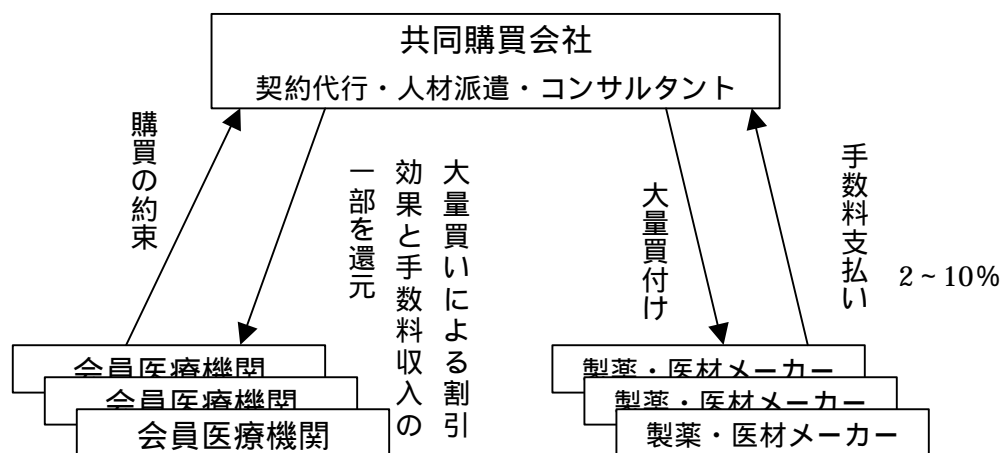 共同購買会社
契約代行・人材派遣・コンサルタント
購買の約束
大量買いによる割引
効果と手数料収入の
一部を還元
大量買付け
手数料支払い
2~10%
会員医療機関
会員医療機関
会員医療機関
製薬・医材メーカー
製薬・医材メーカー
製薬・医材メーカー